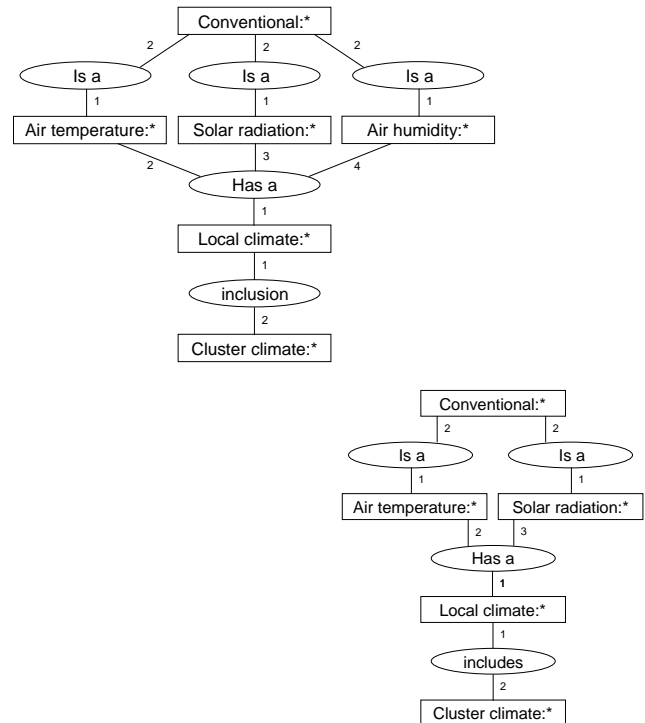 Conventional:*
2 2 2
Is a Is a Is a
1 1 1
Air temperature:* Solar radiation:* Air humidity:*
2 3 4
Has a
1
Local climate:*
1
inclusion
2
Cluster climate:*
Conventional:*
2 2
Is a Is a
1 1
Air temperature:* Solar radiation:*
2 3
Has a
1
Local climate:*
1
includes
2
Cluster climate:*